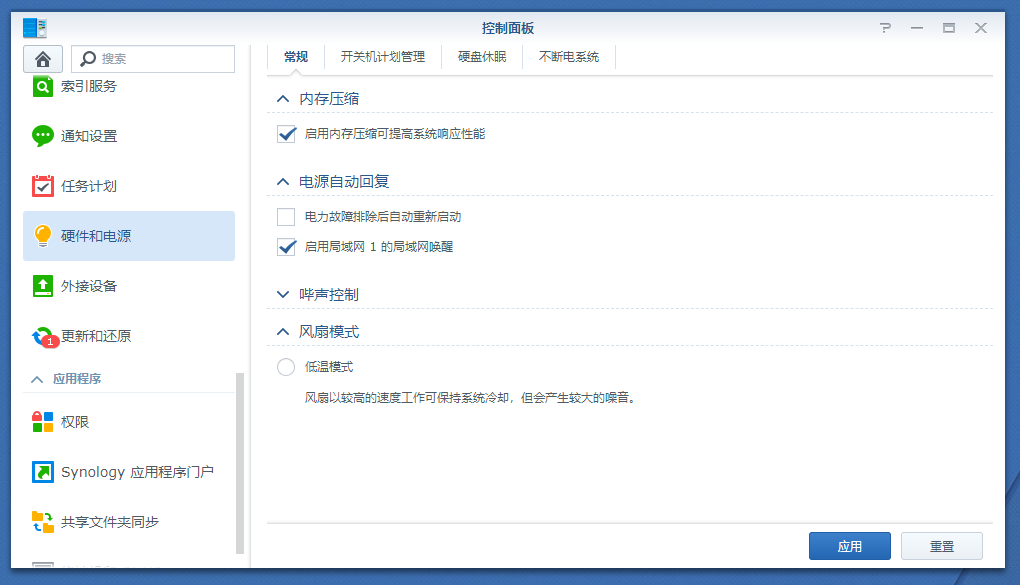 控制面板
搜索
索引服务
通知设置
任务计划
硬件和电源
外接设备
1
更新和还原
应用程序
权限
Synology 应用程序门户
共享文件夹同步
常规
开关机计划管理
硬盘休眠
不断电系统
内存压缩
启用内存压缩可提高系统响应性能
电源自动回复
电力故障排除后自动重新启动
启用局域网 1 的局域网唤醒
哔声控制
风扇模式
低温模式
风扇以较高的速度工作可保持系统冷却，但会产生较大的噪音。
应用
重置